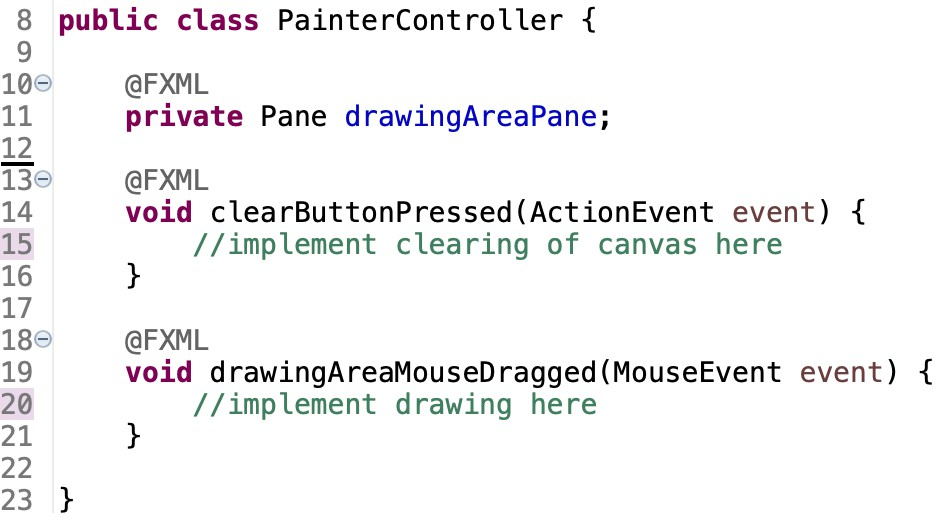 8 public class PainterController {
9
10 @FXML
11 private Pane drawingAreaPane;
12
13 @FXML
14 void clearButtonPressed(ActionEvent event) {
15 //implement clearing of canvas here
16 }
17
18 @FXML
19 void drawingAreaMouseDragged(MouseEvent event) {
20 //implement drawing here
21 }
22
23 }